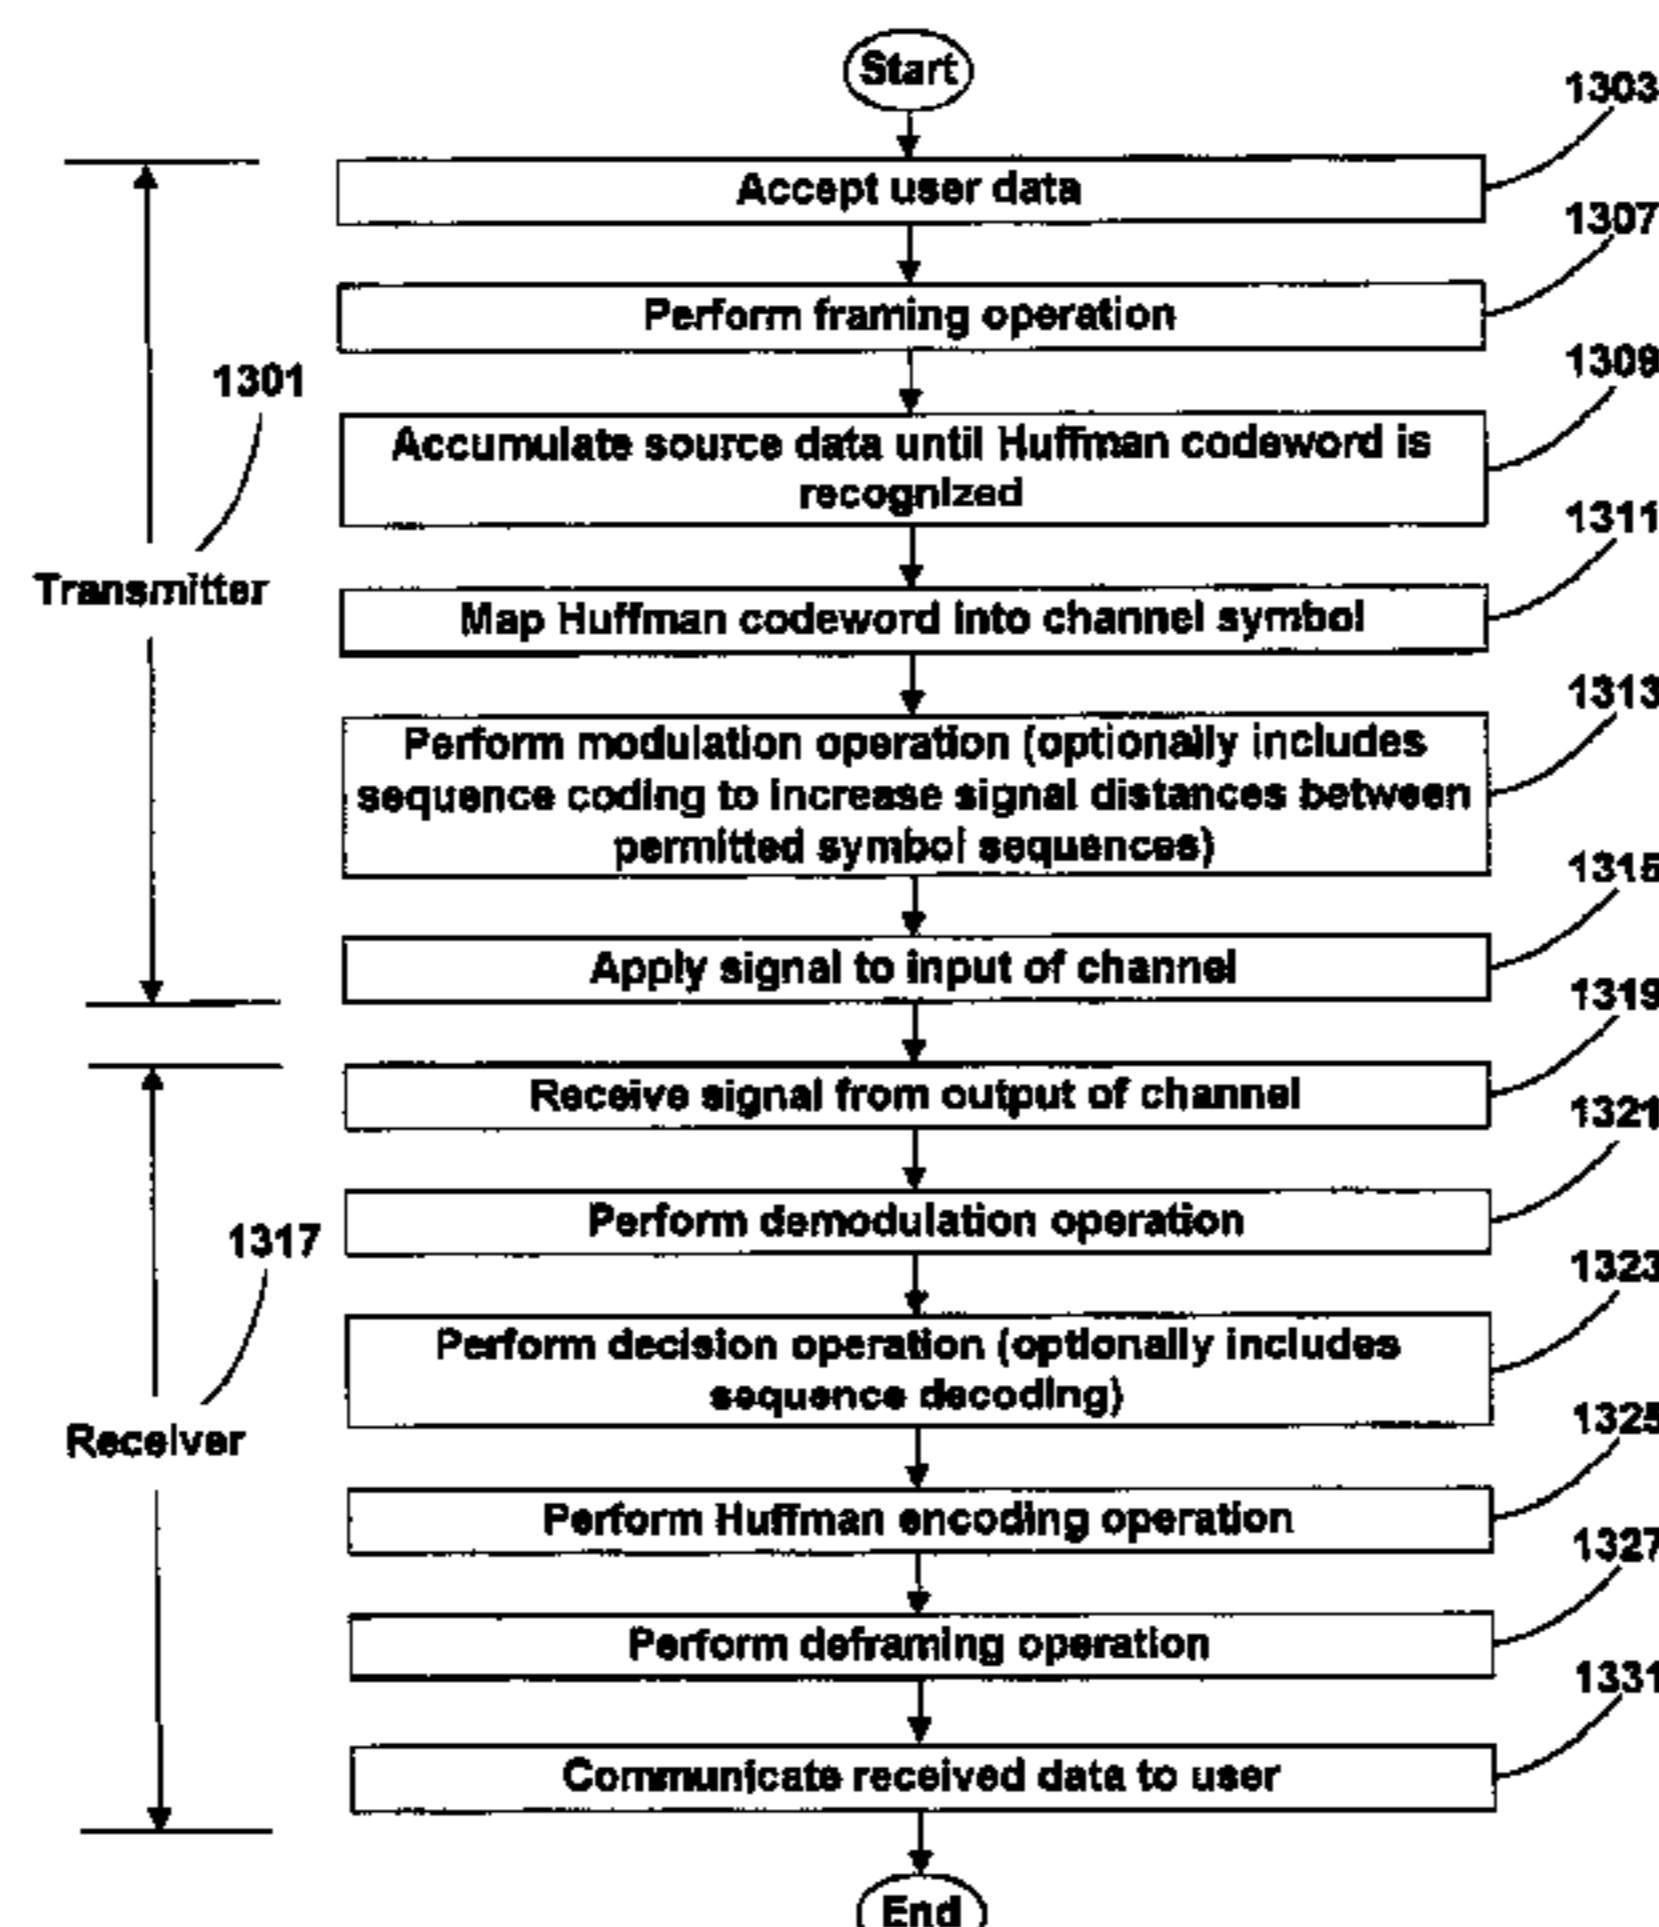 Start
1303
Accept user data
1307
Perform framing operation
1309
1301
Accumulate source data until Huffman codeword is
recognized
1311
Transmitter
Map Huffman codeword into channel symbol
1313
Perform modulation operation (optionally includes
sequence coding to increase signal distances between
permitted symbol sequences)
1315
Apply signal to input of channel
1319
Receive signal from output of channel
1321
Perform demodulation operation
1317
1323
Perform decision operation (optionally includes
sequence decoding)
1325
Receiver
Perform Huffman encoding operation
1327
Perform deframing operation
1331
Communicate received data to user
End